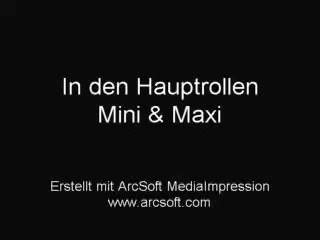 In den Hauptrollen
Mini & Maxi
Erstellt mit ArcSoft MediaImpression
www.arcsoft.com